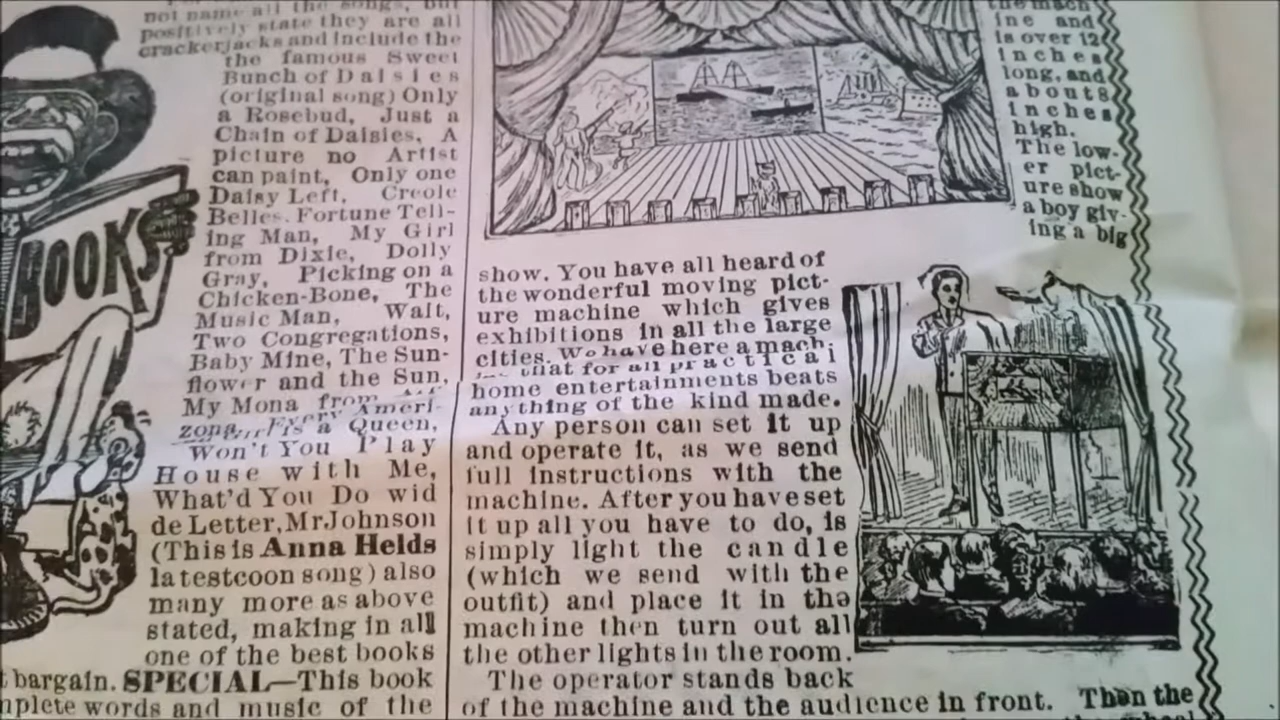 not name all the songs, but
positively state they are all
crackerjacks and include the
the famous Sweet
Bunch of Daisies
(original song) Only
a Rosebud, Just a
Chain of Daisies, A
picture no Artist
can paint, Only one
Daisy Left, Creole
Belles, Fortune Tell-
ing Man, My Girl
from Dixie, Dolly
Gray, Picking on a
Chicken-Bone, The
Music Man, Wait,
Two Congregations,
Baby Mine, The Sun-
flower and the Sun,
My Mona from
zona, Ameri-
a Queen,
Won't You Play
House with Me,
What'd You Do wid
de Letter, MrJohnson
(This is Anna Helds
latestcoon song) also
many more as above
stated, making in all
one of the best books
bargain. SPECIAL—This book
words and music of the
BOOKS
show. You have all heard of
the wonderful moving pict-
ure machine which gives
exhibitions in all the large
cities. We have here a mach-
that for all practical
home entertainments beats
anything of the kind made.
Any person can set it up
and operate it, as we send
full instructions with the
machine. After you have set
it up all you have to do, is
simply light the candle
(which we send with the
outfit) and place it in the
machine then turn out all
the other lights in the room.
The operator stands back
of the machine and the audience in front. Then the
the mach
ine and
is over 12
inches
long, and
about 8
inches
high.
The low-
er pict-
ure show
a boy giv-
ing a big